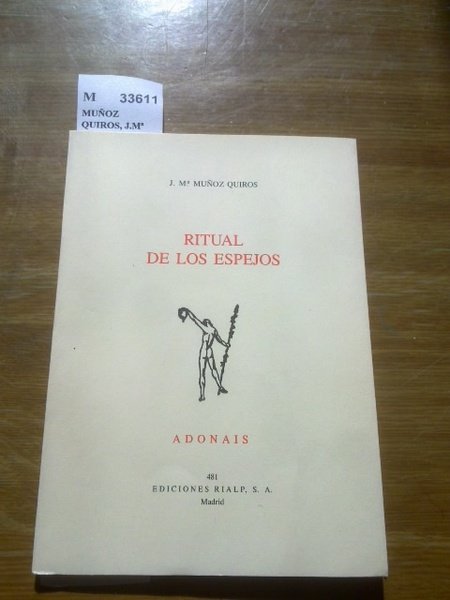 M 33611
MUÑOZ
QUIROS, J.Mª
J. Mª MUÑOZ QUIROS
RITUAL
DE LOS ESPEJOS
ADONAIS
481
EDICIONES RIALP, S. A.
Madrid